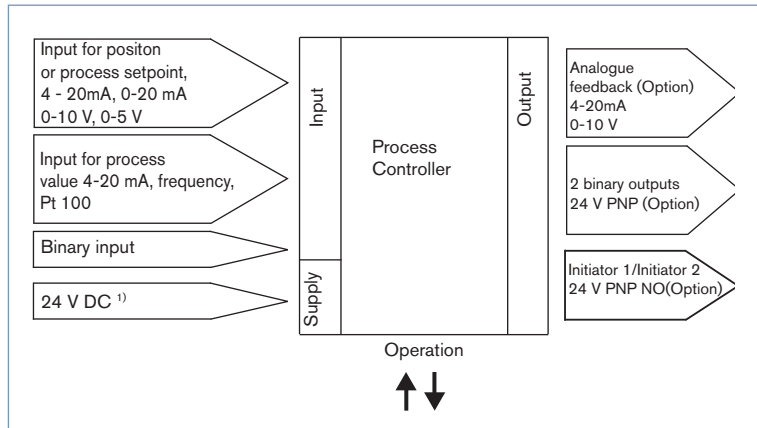 Input for positon
or process setpoint,
4 - 20mA, 0-20 mA
0-10 V, 0-5 V
Input for process
value 4-20 mA, frequency,
Pt 100
Binary input
24 V DC 1)
Input
Supply
Process
Controller
Output
Analogue
feedback (Option)
4-20mA
0-10 V
2 binary outputs
24 V PNP (Option)
Initiator 1/Initiator 2
24 V PNP NO(Option)
Operation